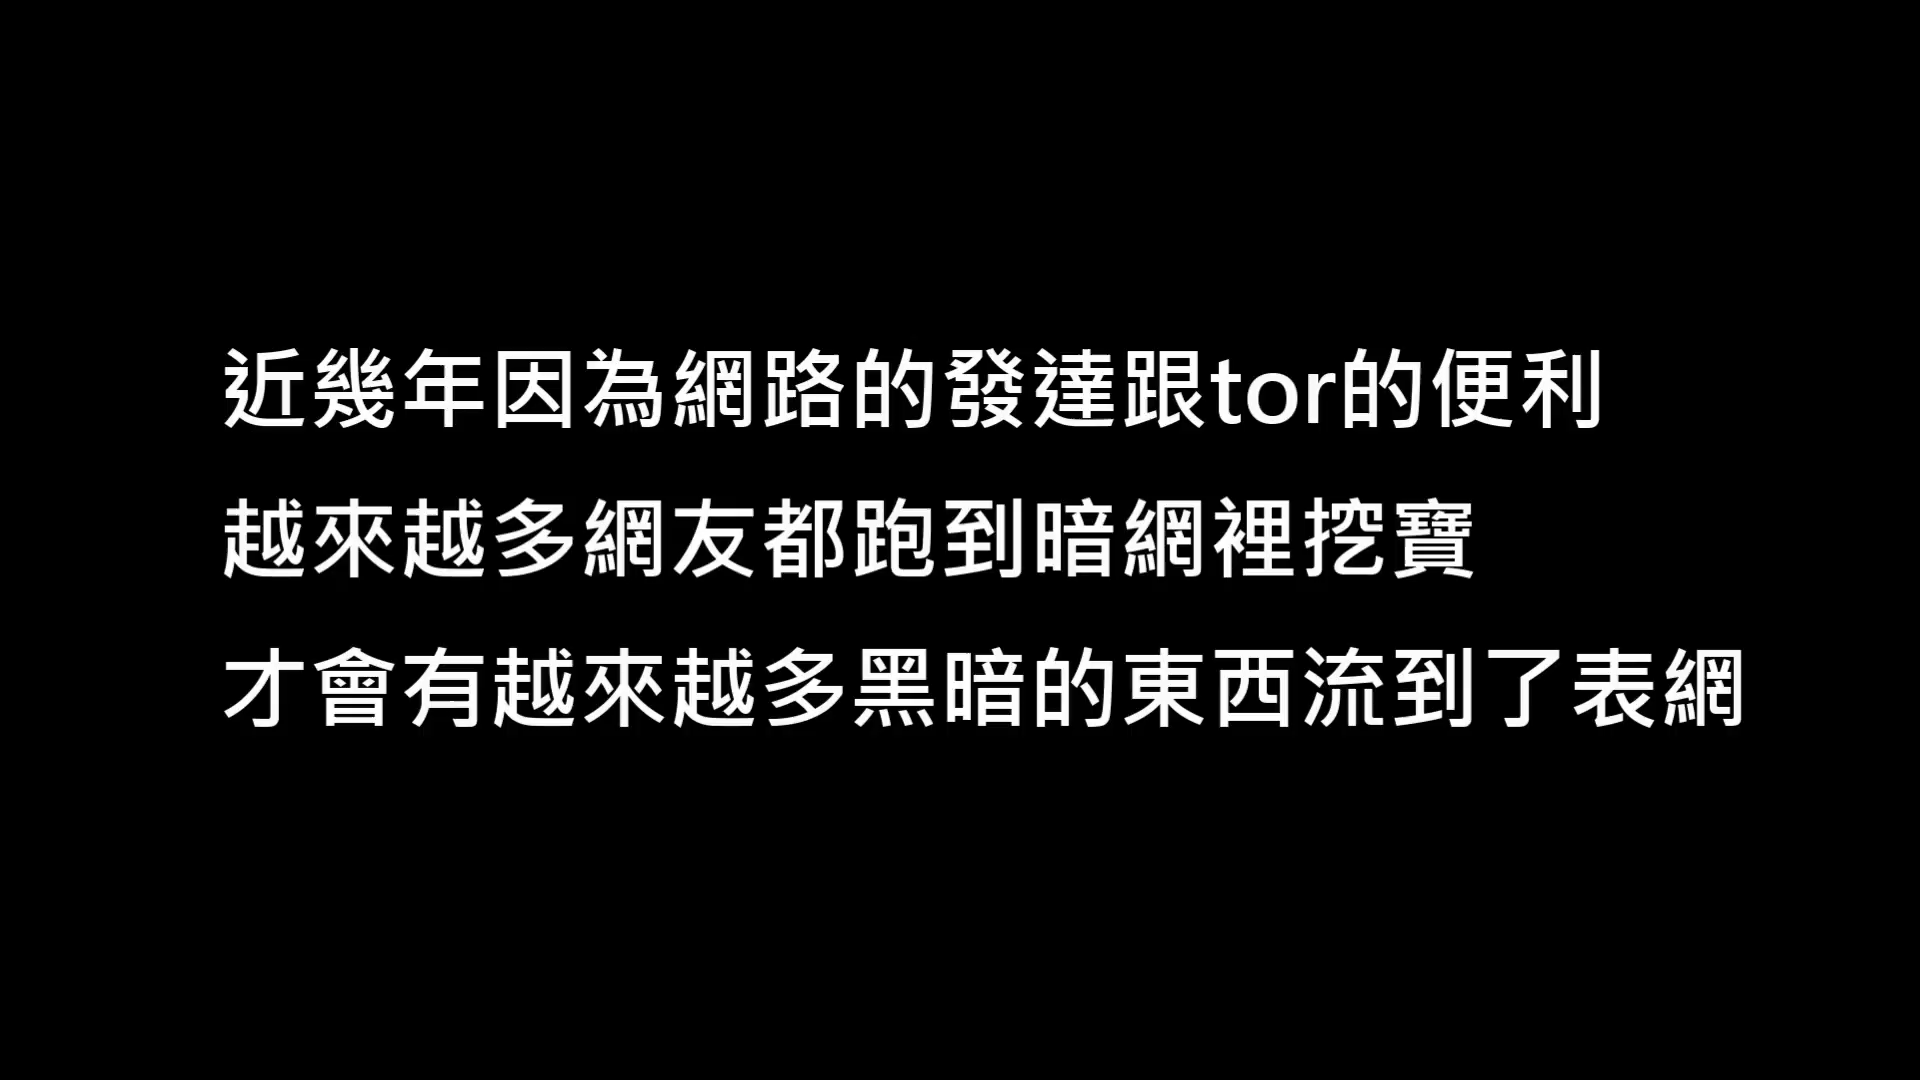 近幾年因為網路的發達跟tor的便利
越來越多網友都跑到暗網裡挖寶
才會有越來越多黑暗的東西流到了表網